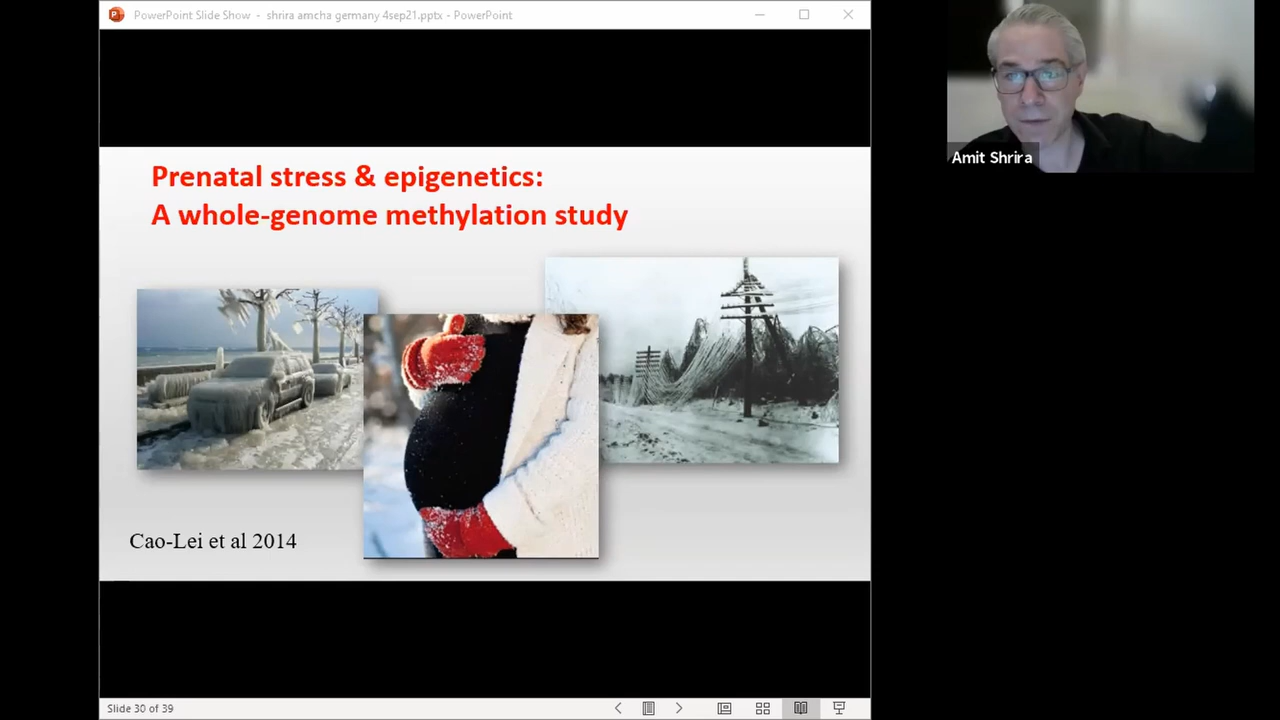 PowerPoint Slide Show - shrira amcha germany 4sep21.pptx - PowerPoint
Amit Shrira
Prenatal stress & epigenetics:
A whole-genome methylation study
Cao-Lei et al 2014
Slide 30 of 39